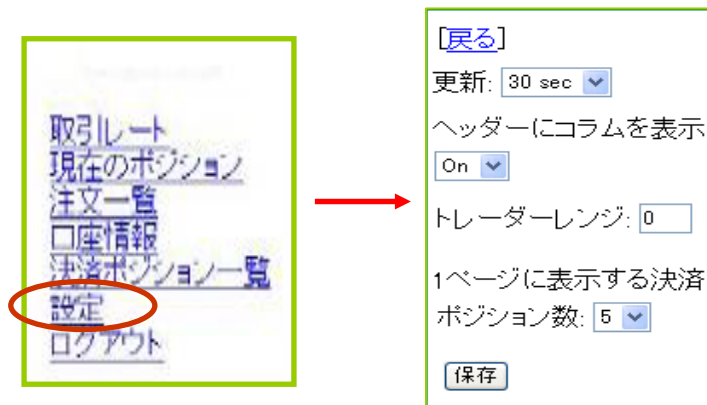 取引レート
現在のポジション
注文一覧
口座情報
決済ポジション一覧
設定
ログアウト
[戻る]
更新: 30 sec
ヘッダーにコラムを表示
On
トレーダーレンジ: 0
1ページに表示する決済
ポジション数: 5
保存